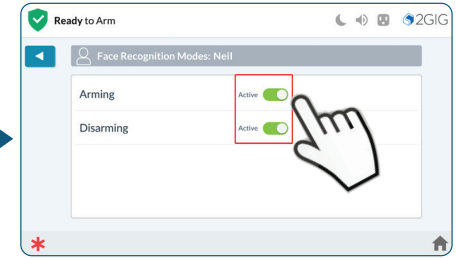 Ready to Arm
2GIG
Face Recognition Modes: Neil
Arming Active
Disarming Active